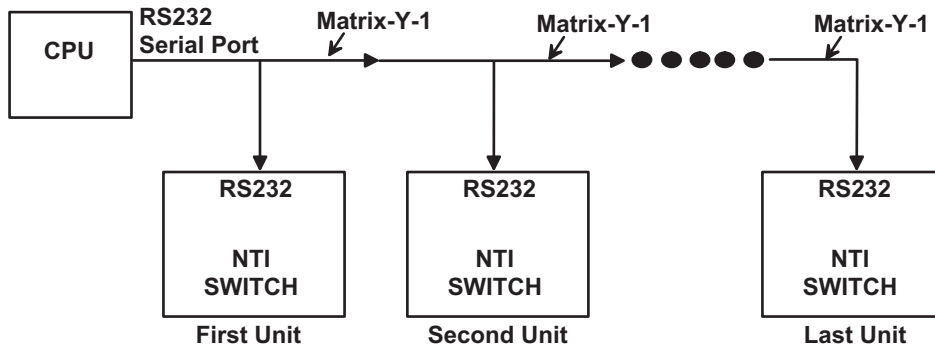 RS232
Serial Port
CPU
Matrix-Y-1
Matrix-Y-1
Matrix-Y-1
RS232
NTI
SWITCH
First Unit
RS232
NTI
SWITCH
Second Unit
RS232
NTI
SWITCH
Last Unit